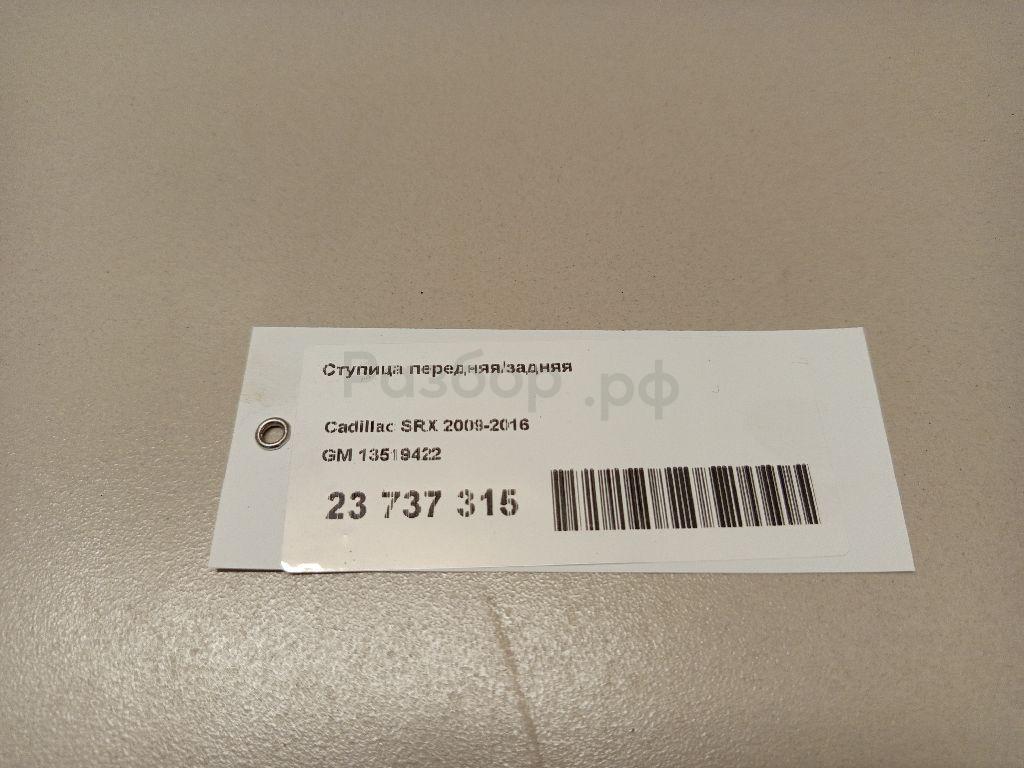 Ступица передняя/задняя
Разбор.рф
Cadillac SRX 2009-2016
GM 13519422
23 737 315